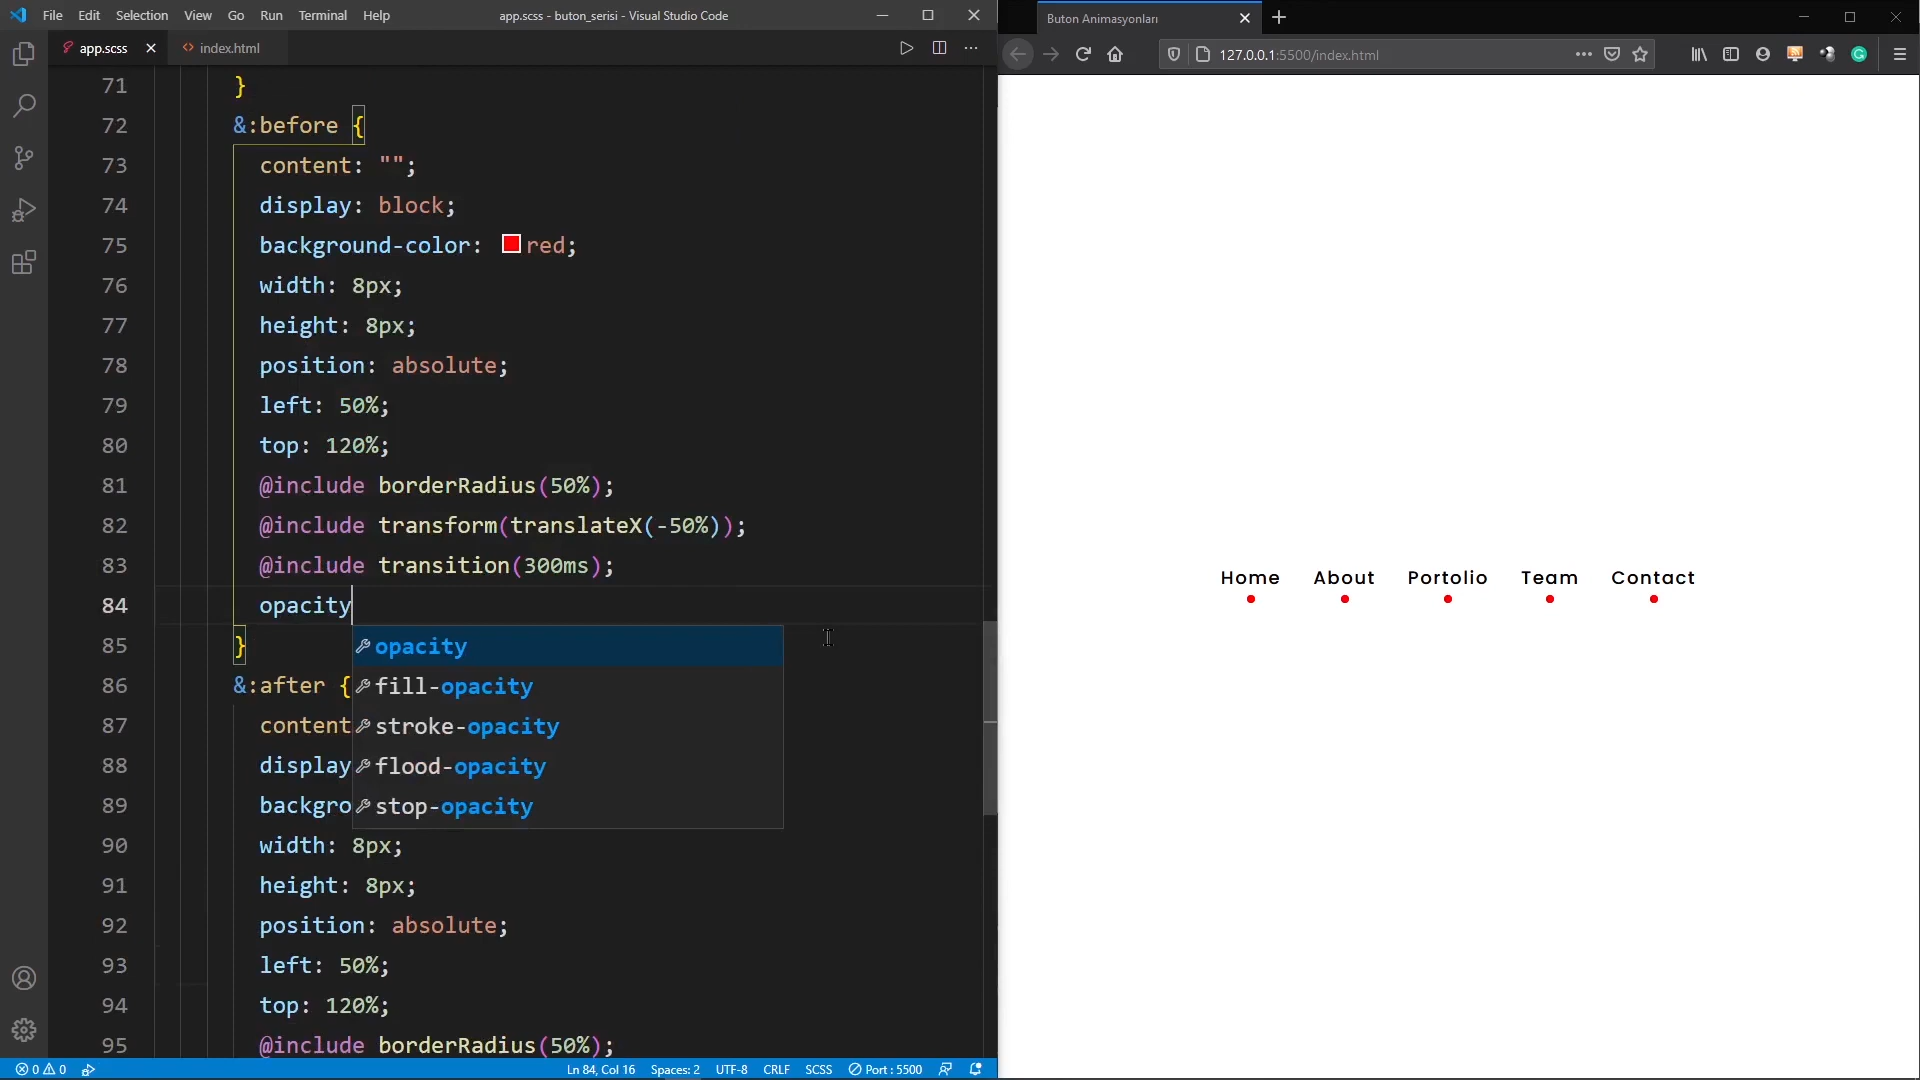 File Edit Selection View Go Run Terminal Help app.scss - buton_serisi - Visual Studio Code
app.scss index.html
71 }
72 &:before {
73 content: "";
74 display: block;
75 background-color: red;
76 width: 8px;
77 height: 8px;
78 position: absolute;
79 left: 50%;
80 top: 120%;
81 @include borderRadius(50%);
82 @include transform(translateX(-50%));
83 @include transition(300ms);
84 opacity
85 }
86 &:after {
87 content
88 display
89 backgro
90 width: 8px;
91 height: 8px;
92 position: absolute;
93 left: 50%;
94 top: 120%;
95 @include borderRadius(50%);
opacity
fill-opacity
stroke-opacity
flood-opacity
stop-opacity
0 0 Ln 84, Col 16 Spaces: 2 UTF-8 CRLF SCSS Port : 5500
Buton Animasyonları
127.0.0.1:5500/index.html
Home About Portolio Team Contact